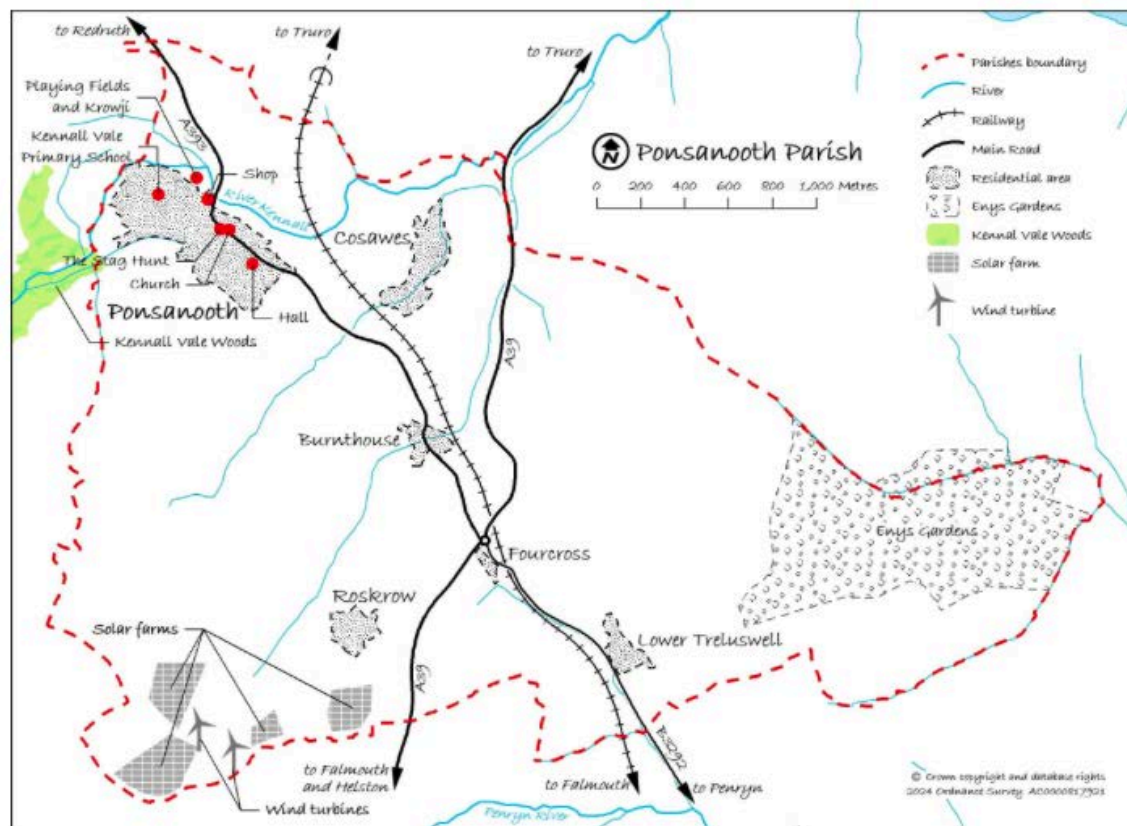 to Redruth
to Truro
to Truro
Playing Fields
and Krowji
A393
Kennall Vale
Primary School
Shop
River Kennall
Cosawes
The Stag Hunt
Church
Hall
Ponsanooth
Kennall Vale Woods
A39
Burnthouse
Fourcross
Enys Gardens
Roskrow
Lower Treluswell
Solar farms
A39
B3292
to Falmouth
and Helston
to Falmouth
to Penryn
Wind turbines
Penryn River
Parishes boundary
River
Railway
Main Road
Residential area
Enys Gardens
Kennal Vale Woods
Solar farm
Wind turbine
N
Ponsanooth Parish
0 200 400 600 800 1,000 Metres
© Crown copyright and database rights
2024 Ordnance Survey AC0000817921